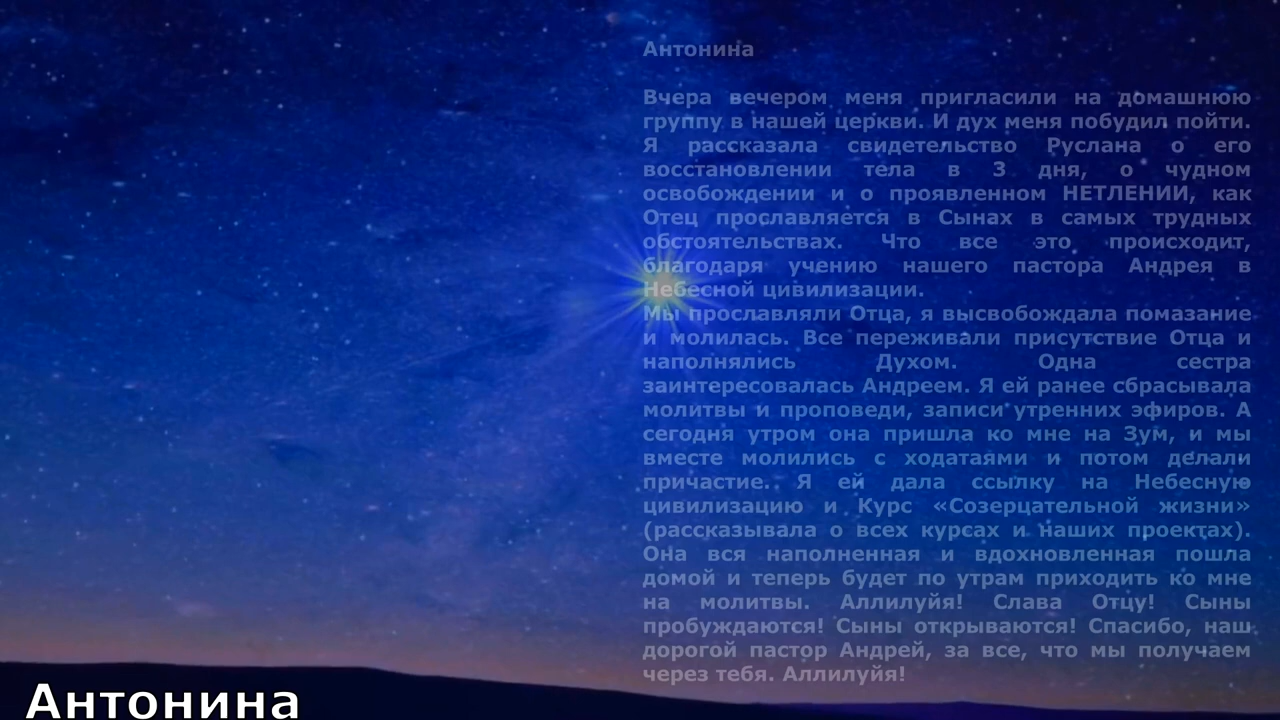 Антонина
Вчера вечером меня пригласили на домашнюю
группу в нашей церкви. И дух меня побудил пойти.
Я рассказала свидетельство Руслана о его
восстановлении тела в 3 дня, о чудном
освобождении и о проявленном НЕТЛЕНИИ, как
Отец прославляется в Сынах в самых трудных
обстоятельствах. Что все это происходит,
благодаря учению нашего пастора Андрея в
Небесной цивилизации.
Мы прославляли Отца, я высвобождала помазание
и молилась. Все переживали присутствие Отца и
наполнялись Духом. Одна сестра
заинтересовалась Андреем. Я ей ранее сбрасывала
молитвы и проповеди, записи утренних эфиров. А
сегодня утром она пришла ко мне на Зум, и мы
вместе молились с ходатаями и потом делали
причастие. Я ей дала ссылку на Небесную
цивилизацию и Курс «Созерцательной жизни»
(рассказывала о всех курсах и наших проектах).
Она вся наполненная и вдохновленная пошла
домой и теперь будет по утрам приходить ко мне
на молитвы. Аллилуйя! Слава Отцу! Сыны
пробуждаются! Сыны открываются! Спасибо, наш
дорогой пастор Андрей, за все, что мы получаем
через тебя. Аллилуйя!
Антонина